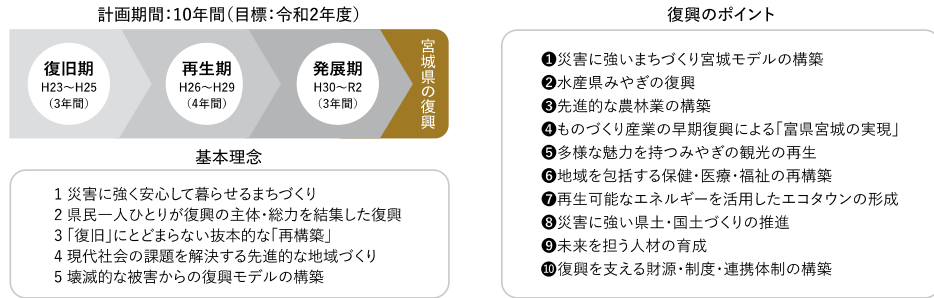 計画期間：10年間（目標：令和2年度）
復旧期
H23〜H25
（3年間）
再生期
H26〜H29
（4年間）
発展期
H30〜R2
（3年間）
宮城県の復興
基本理念
1 災害に強く安心して暮らせるまちづくり
2 県民一人ひとりが復興の主体・総力を結集した復興
3 「復旧」にとどまらない抜本的な「再構築」
4 現代社会の課題を解決する先進的な地域づくり
5 壊滅的な被害からの復興モデルの構築
復興のポイント
❶災害に強いまちづくり宮城モデルの構築
❷水産県みやぎの復興
❸先進的な農林業の構築
❹ものづくり産業の早期復興による「富県宮城の実現」
❺多様な魅力を持つみやぎの観光の再生
❻地域を包括する保健・医療・福祉の再構築
❼再生可能なエネルギーを活用したエコタウンの形成
❽災害に強い県土・国土づくりの推進
❾未来を担う人材の育成
❿復興を支える財源・制度・連携体制の構築